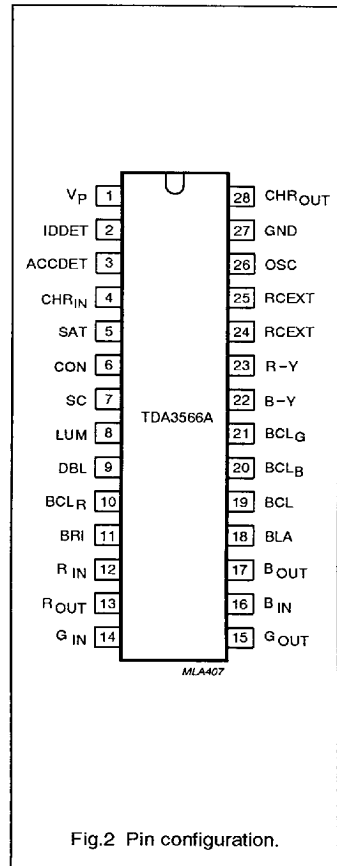 VP 1 28 CHROUT
IDDET 2 27 GND
ACCDET 3 26 OSC
CHRIN 4 25 RCEXT
SAT 5 24 RCEXT
CON 6 23 R-Y
SC 7 22 B-Y
TDA3566A
LUM 8 21 BCLG
DBL 9 20 BCLB
BCLR 10 19 BCL
BRI 11 18 BLA
R IN 12 17 BOUT
ROUT 13 16 BIN
G IN 14 15 GOUT
MLA407
Fig.2 Pin configuration.